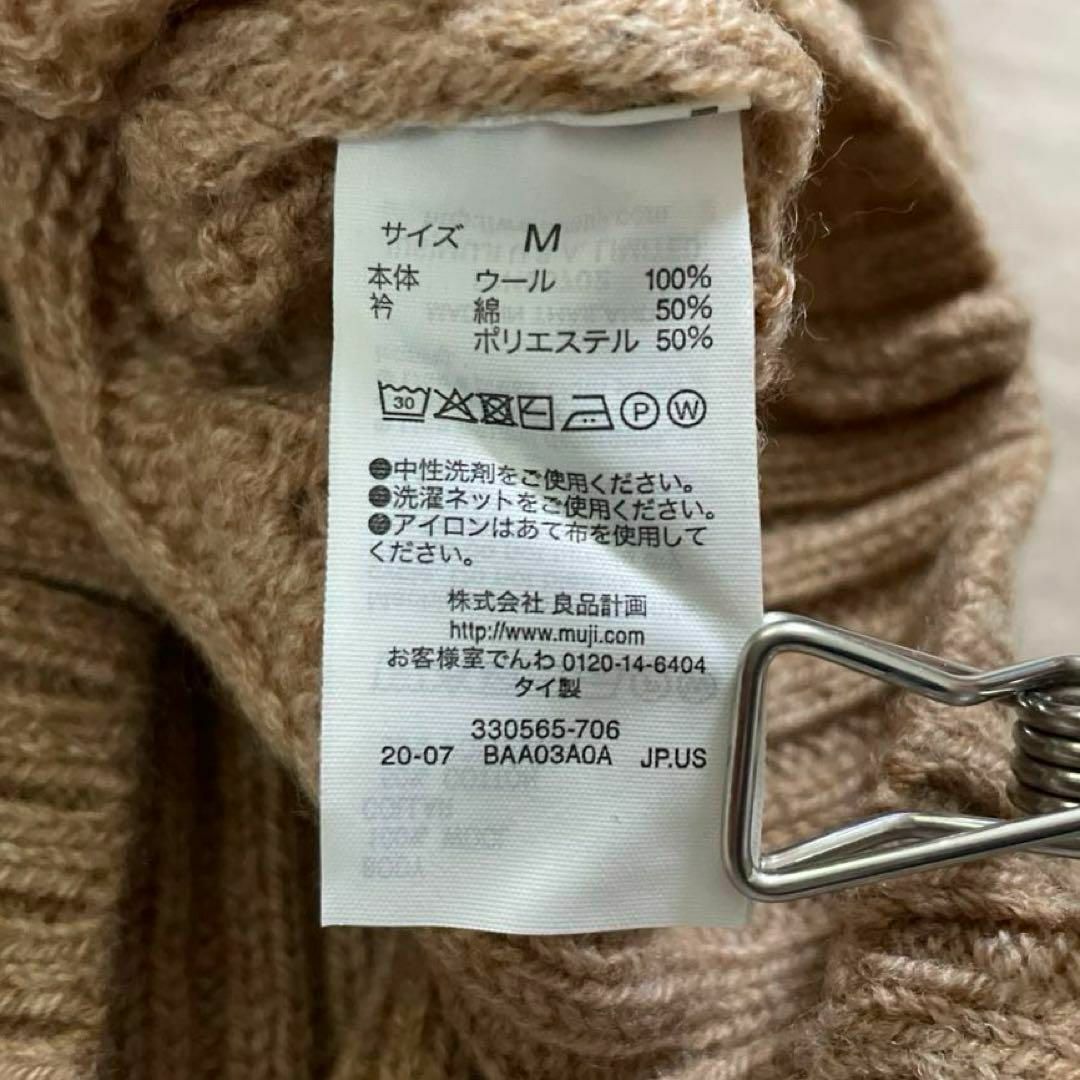 サイズ M
本体 ウール 100%
衿 綿 50%
ポリエステル 50%
30 P W
●中性洗剤をご使用ください。
●洗濯ネットをご使用ください。
●アイロンはあて布を使用して
ください。
株式会社 良品計画
http://www.muji.com
お客様室でんわ 0120-14-6404
タイ製
330565-706
20-07 BAA03A0A JP.US